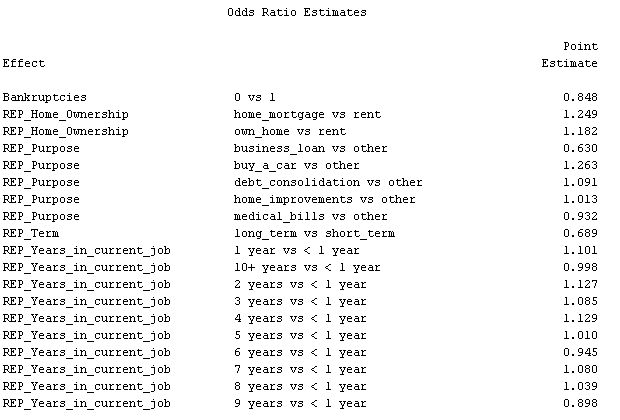 Odds Ratio Estimates
Point
Effect Estimate
Bankruptcies 0 vs 1 0.848
REP_Home_Ownership home_mortgage vs rent 1.249
REP_Home_Ownership own_home vs rent 1.182
REP_Purpose business_loan vs other 0.630
REP_Purpose buy_a_car vs other 1.263
REP_Purpose debt_consolidation vs other 1.091
REP_Purpose home_improvements vs other 1.013
REP_Purpose medical_bills vs other 0.932
REP_Term long_term vs short_term 0.689
REP_Years_in_current_job 1 year vs < 1 year 1.101
REP_Years_in_current_job 10+ years vs < 1 year 0.998
REP_Years_in_current_job 2 years vs < 1 year 1.127
REP_Years_in_current_job 3 years vs < 1 year 1.085
REP_Years_in_current_job 4 years vs < 1 year 1.129
REP_Years_in_current_job 5 years vs < 1 year 1.010
REP_Years_in_current_job 6 years vs < 1 year 0.945
REP_Years_in_current_job 7 years vs < 1 year 1.080
REP_Years_in_current_job 8 years vs < 1 year 1.039
REP_Years_in_current_job 9 years vs < 1 year 0.898